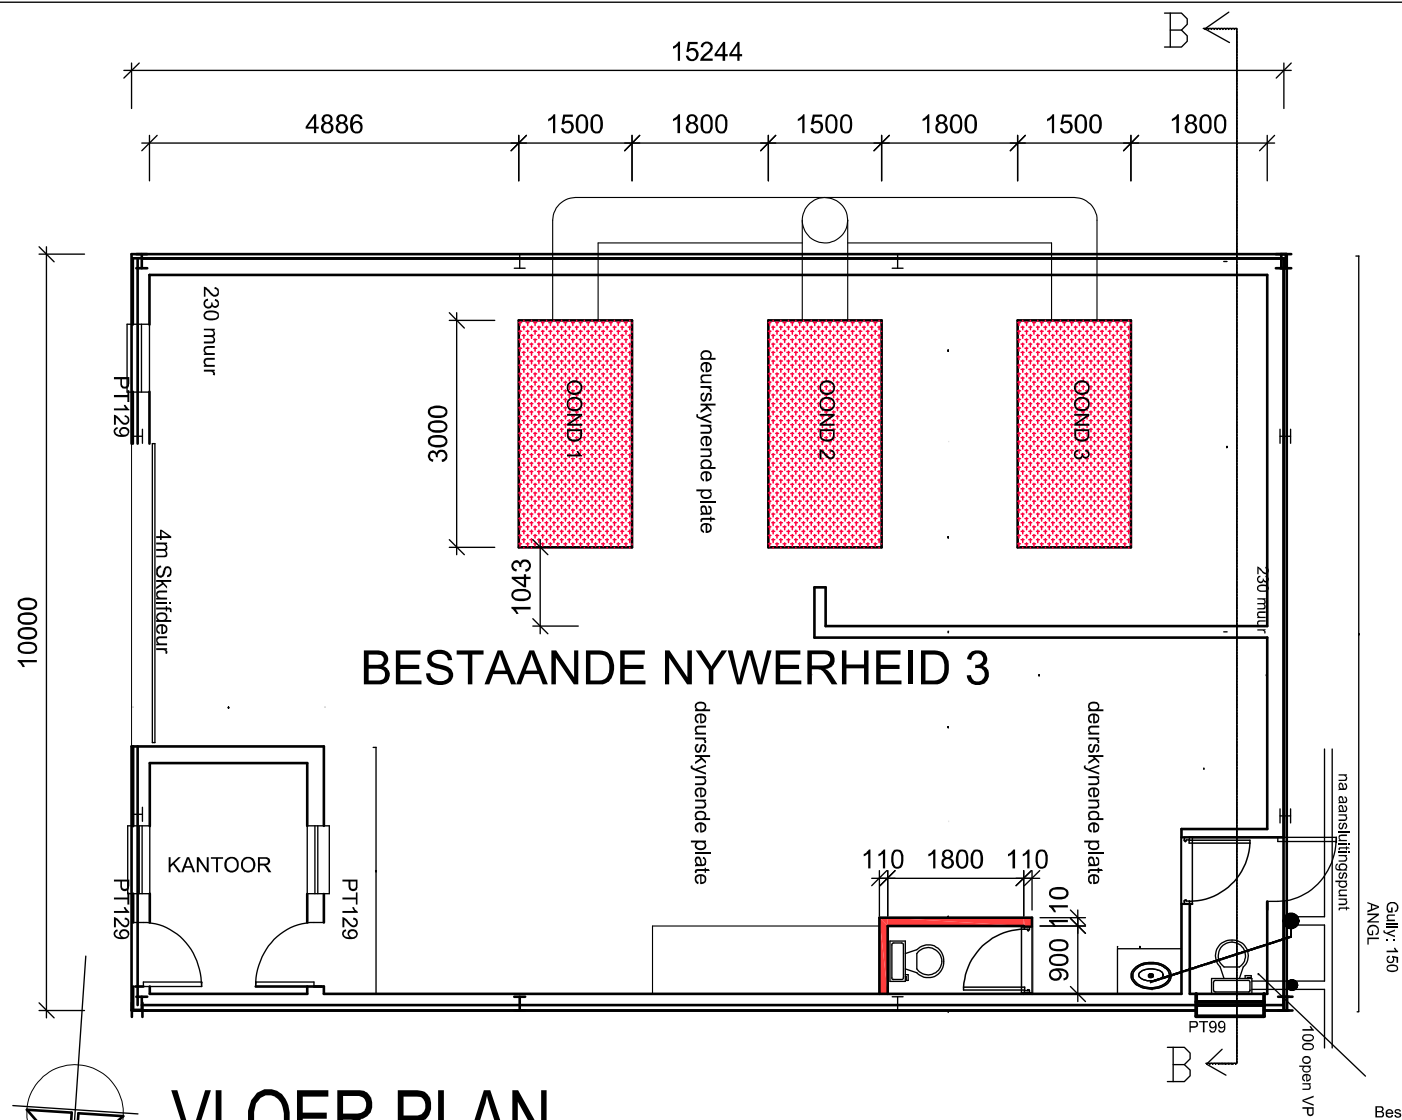 B
15244
4886 1500 1800 1500 1800 1500 1800
230 muur
PT129
3000
OOND 1
deurskynende plate
OOND 2
OOND 3
10000
4m Skuifdeur
1043
230 muur
BESTAANDE NYWERHEID 3
deurskynende plate
deurskynende plate
na aansluitingspunt
Gully: 150
ANGL
KANTOOR
PT129
PT129
110 1800 110
110
900
PT99
100 open VP
B
VLOER PLAN
Bes